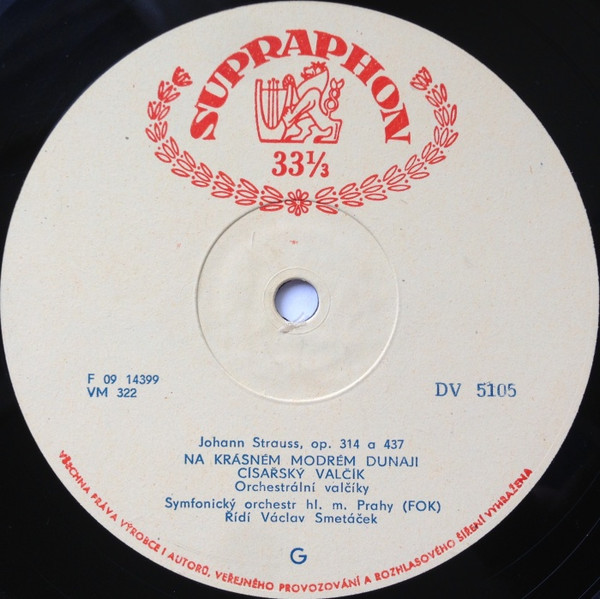 SUPRAPHON
33⅓
F 09 14399
VM 322
DV 5105
Johann Strauss, op. 314 a 437
NA KRÁSNÉM MODRÉM DUNAJI
CÍSAŘSKÝ VALČÍK
Orchestrální valčíky
Symfonický orchestr hl. m. Prahy (FOK)
Řídí Václav Smetáček
G
VŠECHNA PRÁVA VÝROBCE I AUTORŮ, VEŘEJNÉHO PROVOZOVÁNÍ A ROZHLASOVÉHO ŠÍŘENÍ VYHRAŽENA